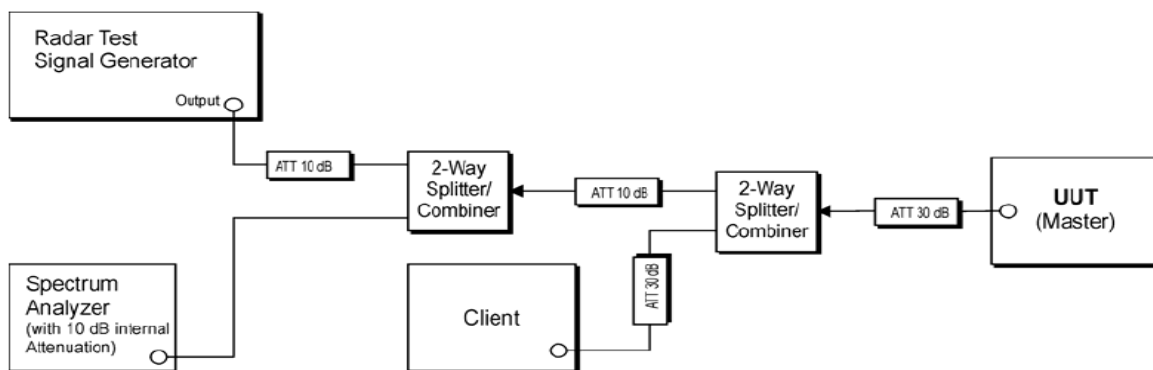 Radar Test
Signal Generator
Output
ATT 10 dB
2-Way
Splitter/
Combiner
ATT 10 dB
2-Way
Splitter/
Combiner
ATT 30 dB
UUT
(Master)
Spectrum
Analyzer
(with 10 dB internal
Attenuation)
Client
ATT 30 dB